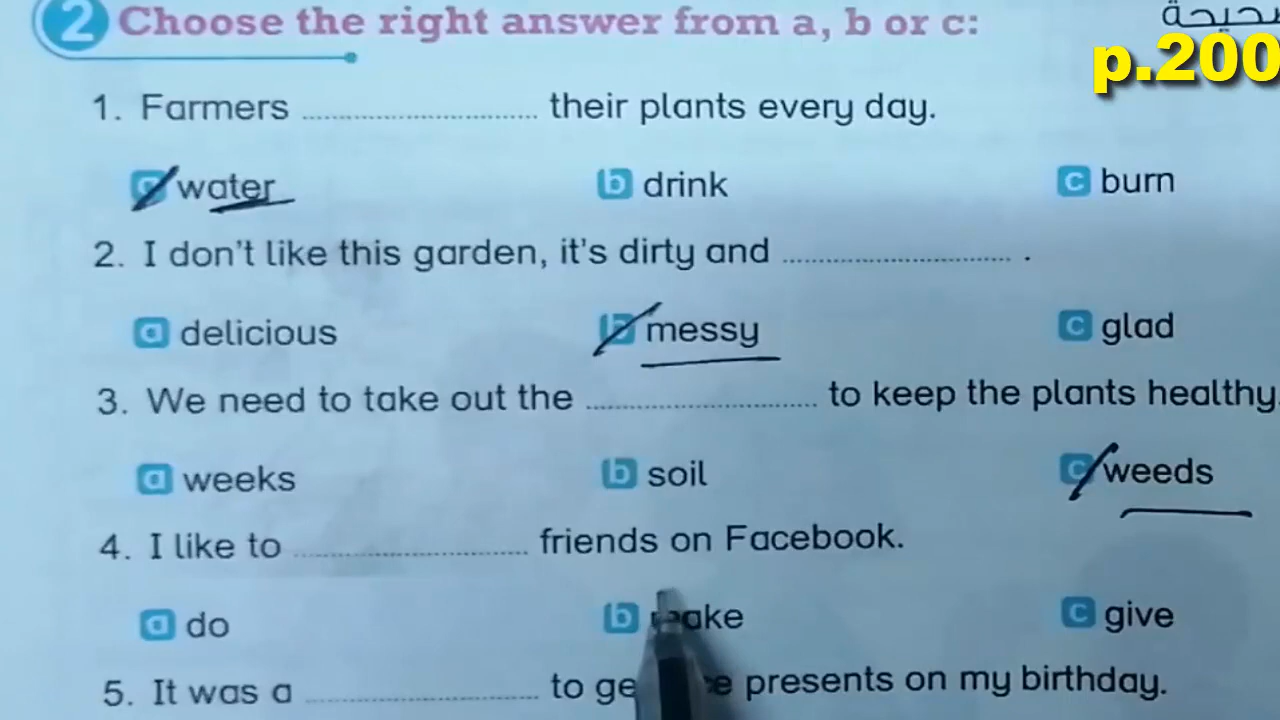 2 Choose the right answer from a, b or c:
p.200
1. Farmers ............ their plants every day.
a water b drink c burn
2. I don't like this garden, it's dirty and ............ .
a delicious b messy c glad
3. We need to take out the ............ to keep the plants healthy.
a weeks b soil c weeds
4. I like to ............ friends on Facebook.
a do b make c give
5. It was a ............ to presents on my birthday.